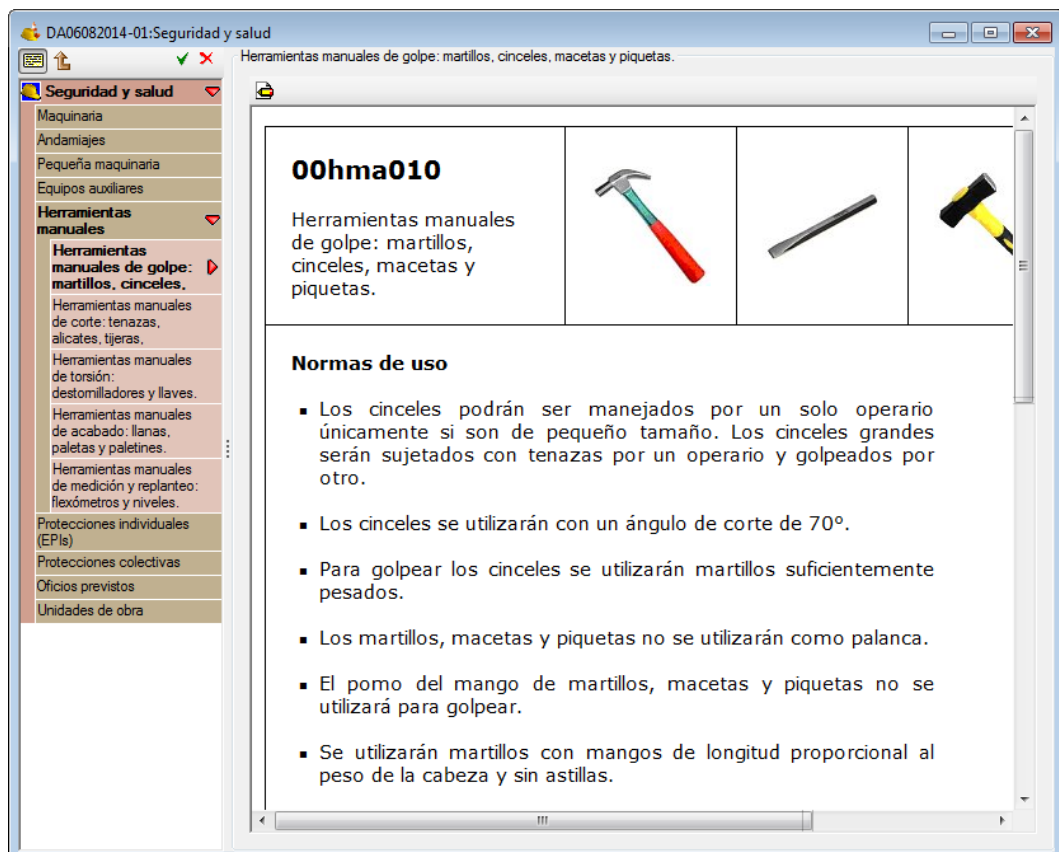 DA06082014-01:Seguridad y salud
Herramientas manuales de golpe: martillos, cinceles, macetas y piquetas.
Seguridad y salud
Maquinaria
Andamiajes
Pequeña maquinaria
Equipos auxiliares
Herramientas
manuales
Herramientas
manuales de golpe:
martillos, cinceles,
Herramientas manuales
de corte: tenazas,
alicates, tijeras,
Herramientas manuales
de torsión:
destornilladores y llaves.
Herramientas manuales
de acabado: llanas,
paletas y paletines.
Herramientas manuales
de medición y replanteo:
flexómetros y niveles.
Protecciones individuales
(EPIs)
Protecciones colectivas
Oficios previstos
Unidades de obra
00hma010
Herramientas manuales
de golpe: martillos,
cinceles, macetas y
piquetas.
Normas de uso
▪ Los cinceles podrán ser manejados por un solo operario
únicamente si son de pequeño tamaño. Los cinceles grandes
serán sujetados con tenazas por un operario y golpeados por
otro.
▪ Los cinceles se utilizarán con un ángulo de corte de 70º.
▪ Para golpear los cinceles se utilizarán martillos suficientemente
pesados.
▪ Los martillos, macetas y piquetas no se utilizarán como palanca.
▪ El pomo del mango de martillos, macetas y piquetas no se
utilizará para golpear.
▪ Se utilizarán martillos con mangos de longitud proporcional al
peso de la cabeza y sin astillas.